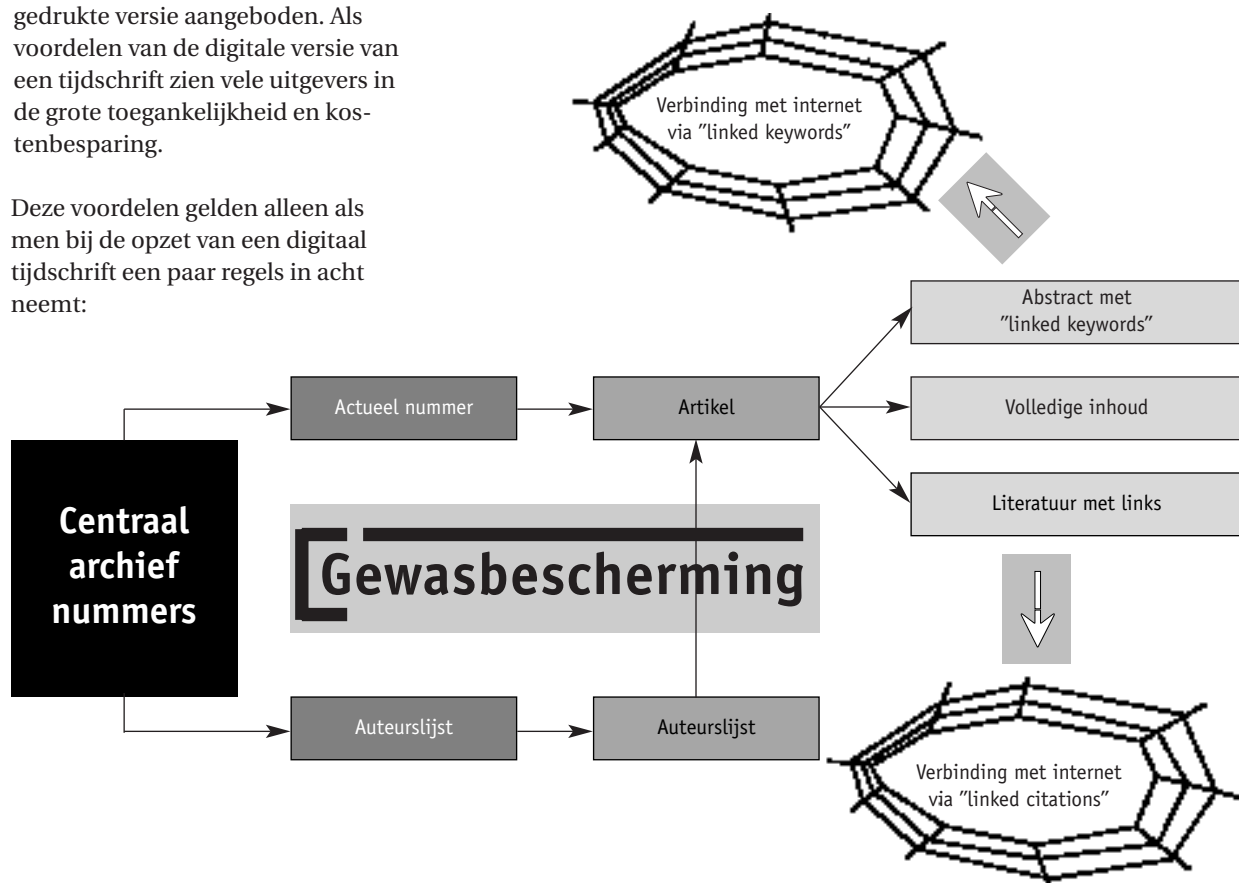 gedrukte versie aangeboden. Als
voordelen van de digitale versie van
een tijdschrift zien vele uitgevers in
de grote toegankelijkheid en kos-
tenbesparing.
Deze voordelen gelden alleen als
men bij de opzet van een digitaal
tijdschrift een paar regels in acht
neemt:
Verbinding met internet
via "linked keywords"
Abstract met
"linked keywords"
Actueel nummer
Artikel
Volledige inhoud
Centraal
archief
nummers
Literatuur met links
Gewasbescherming
Auteurslijst
Auteurslijst
Verbinding met internet
via "linked citations"